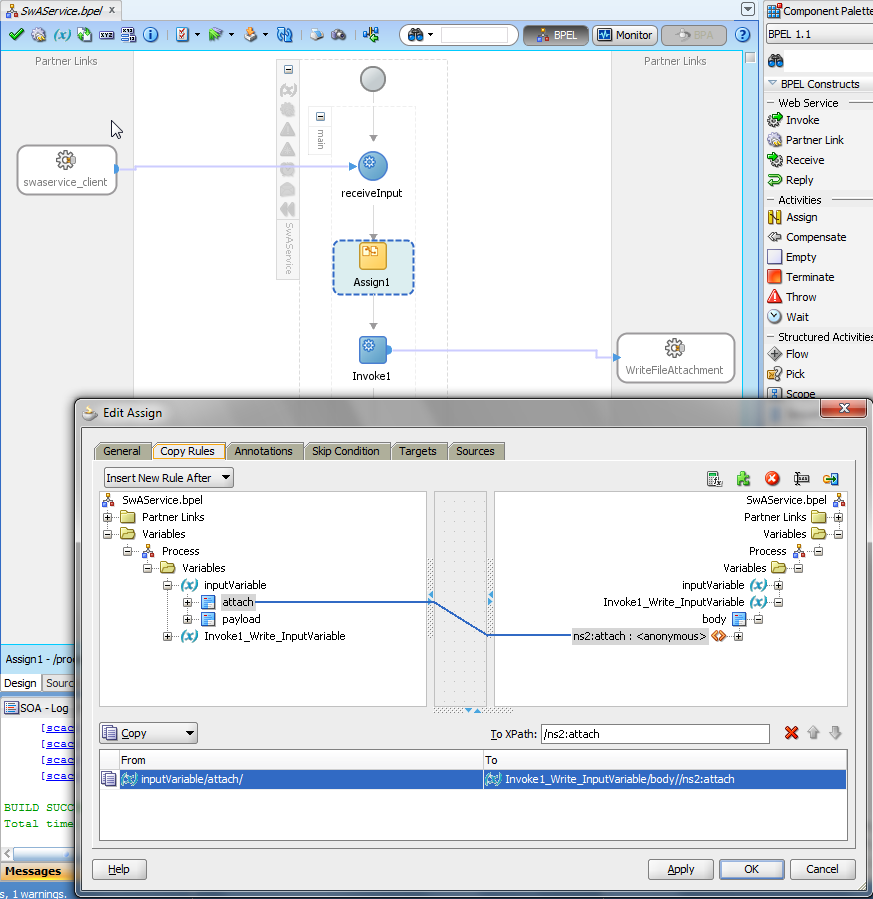 SwAService.bpel
Component Palette
BPEL
Monitor
BPA
BPEL 1.1
Partner Links
Partner Links
BPEL Constructs
Web Service
Invoke
Partner Link
Receive
Reply
Activities
Assign
Compensate
Empty
Terminate
Throw
Wait
Structured Activities
Flow
Pick
Scope
main
swaservice_client
receiveInput
SwAService
Assign1
Invoke1
WriteFileAttachment
Edit Assign
General
Copy Rules
Annotations
Skip Condition
Targets
Sources
Insert New Rule After
SwAService.bpel
Partner Links
Variables
Process
Variables
inputVariable
attach
payload
Invoke1_Write_InputVariable
SwAService.bpel
Partner Links
Variables
Process
Variables
inputVariable
Invoke1_Write_InputVariable
body
ns2:attach : <anonymous>
Copy
To XPath:
/ns2:attach
From
To
inputVariable/attach/
Invoke1_Write_InputVariable/body//ns2:attach
Help
Apply
OK
Cancel
Assign1 - /pro
Design
Sourc
SOA - Log
[scac
[scac
[scac
[scac
BUILD SUCC
Total time
Messages
s, 1 warnings.